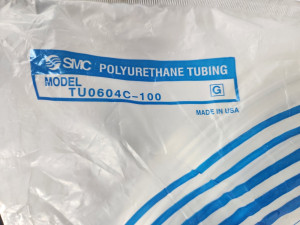 SMC POLYURETHANE TUBING
MODEL
TU0604C-100
G
MADE IN USA